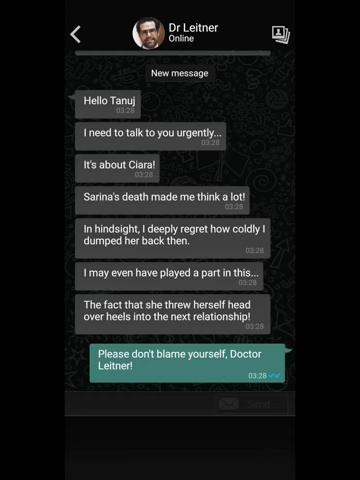 Dr Leitner
Online
New message
Hello Tanuj
03:28
I need to talk to you urgently...
03:28
It's about Ciara!
03:28
Sarina's death made me think a lot!
03:28
In hindsight, I deeply regret how coldly I
dumped her back then.
03:28
I may even have played a part in this...
03:28
The fact that she threw herself head
over heels into the next relationship!
03:28
Please don't blame yourself, Doctor
Leitner!
03:28
Send